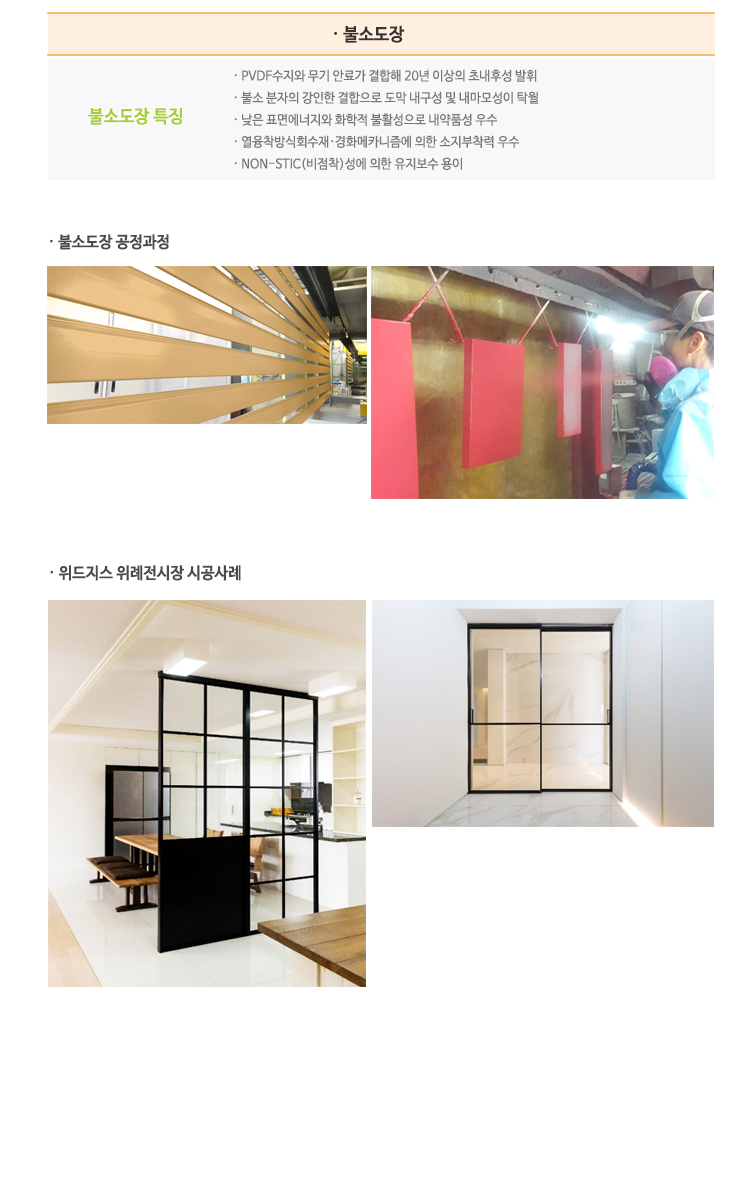 · 불소도장
불소도장 특징
· PVDF수지와 무기 안료가 결합해 20년 이상의 초내후성 발휘
· 불소 분자의 강인한 결합으로 도막 내구성 및 내마모성이 탁월
· 낮은 표면에너지와 화학적 불활성으로 내약품성 우수
· 열융착방식회수재·경화메카니즘에 의한 소지부착력 우수
· NON-STIC(비점착)성에 의한 유지보수 용이
· 불소도장 공정과정
· 위드지스 위례전시장 시공사례